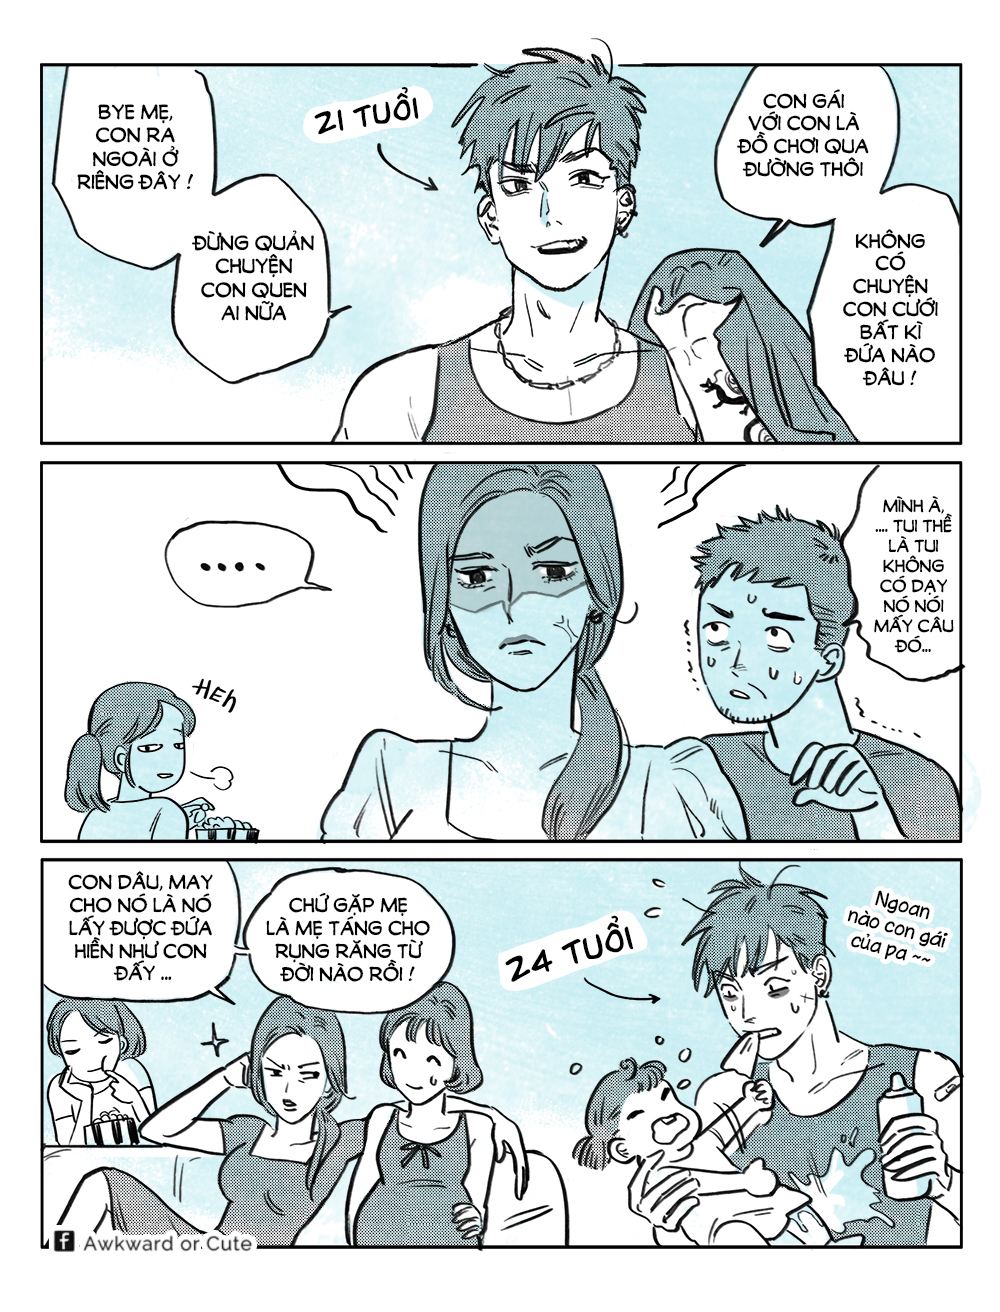 BYE MẸ,
CON RA
NGOÀI Ở
RIÊNG ĐÂY !
ĐỪNG QUẢN
CHUYỆN
CON QUEN
AI NỮA
21 TUỔI
CON GÁI
VỚI CON LÀ
ĐỒ CHƠI QUA
ĐƯỜNG THÔI
KHÔNG
CÓ
CHUYỆN
CON CƯỚI
BẤT KÌ
ĐỨA NÀO
ĐÂU !
....
HEh
MÌNH À,
.... TUI THỀ
LÀ TUI
KHÔNG
CÓ DẠY
NÓ NÓI
MẤY CÂU
ĐÓ...
CON DÂU, MAY
CHO NÓ LÀ NÓ
LẤY ĐƯỢC ĐỨA
HIỀN NHƯ CON
ĐẤY ...
CHỨ GẶP MẸ
LÀ MẸ TÁNG CHO
RỤNG RĂNG TỪ
ĐỜI NÀO RỒI !
24 TUỔI
Ngoan
nào con gái
của pa ~~
f Awkward or Cute